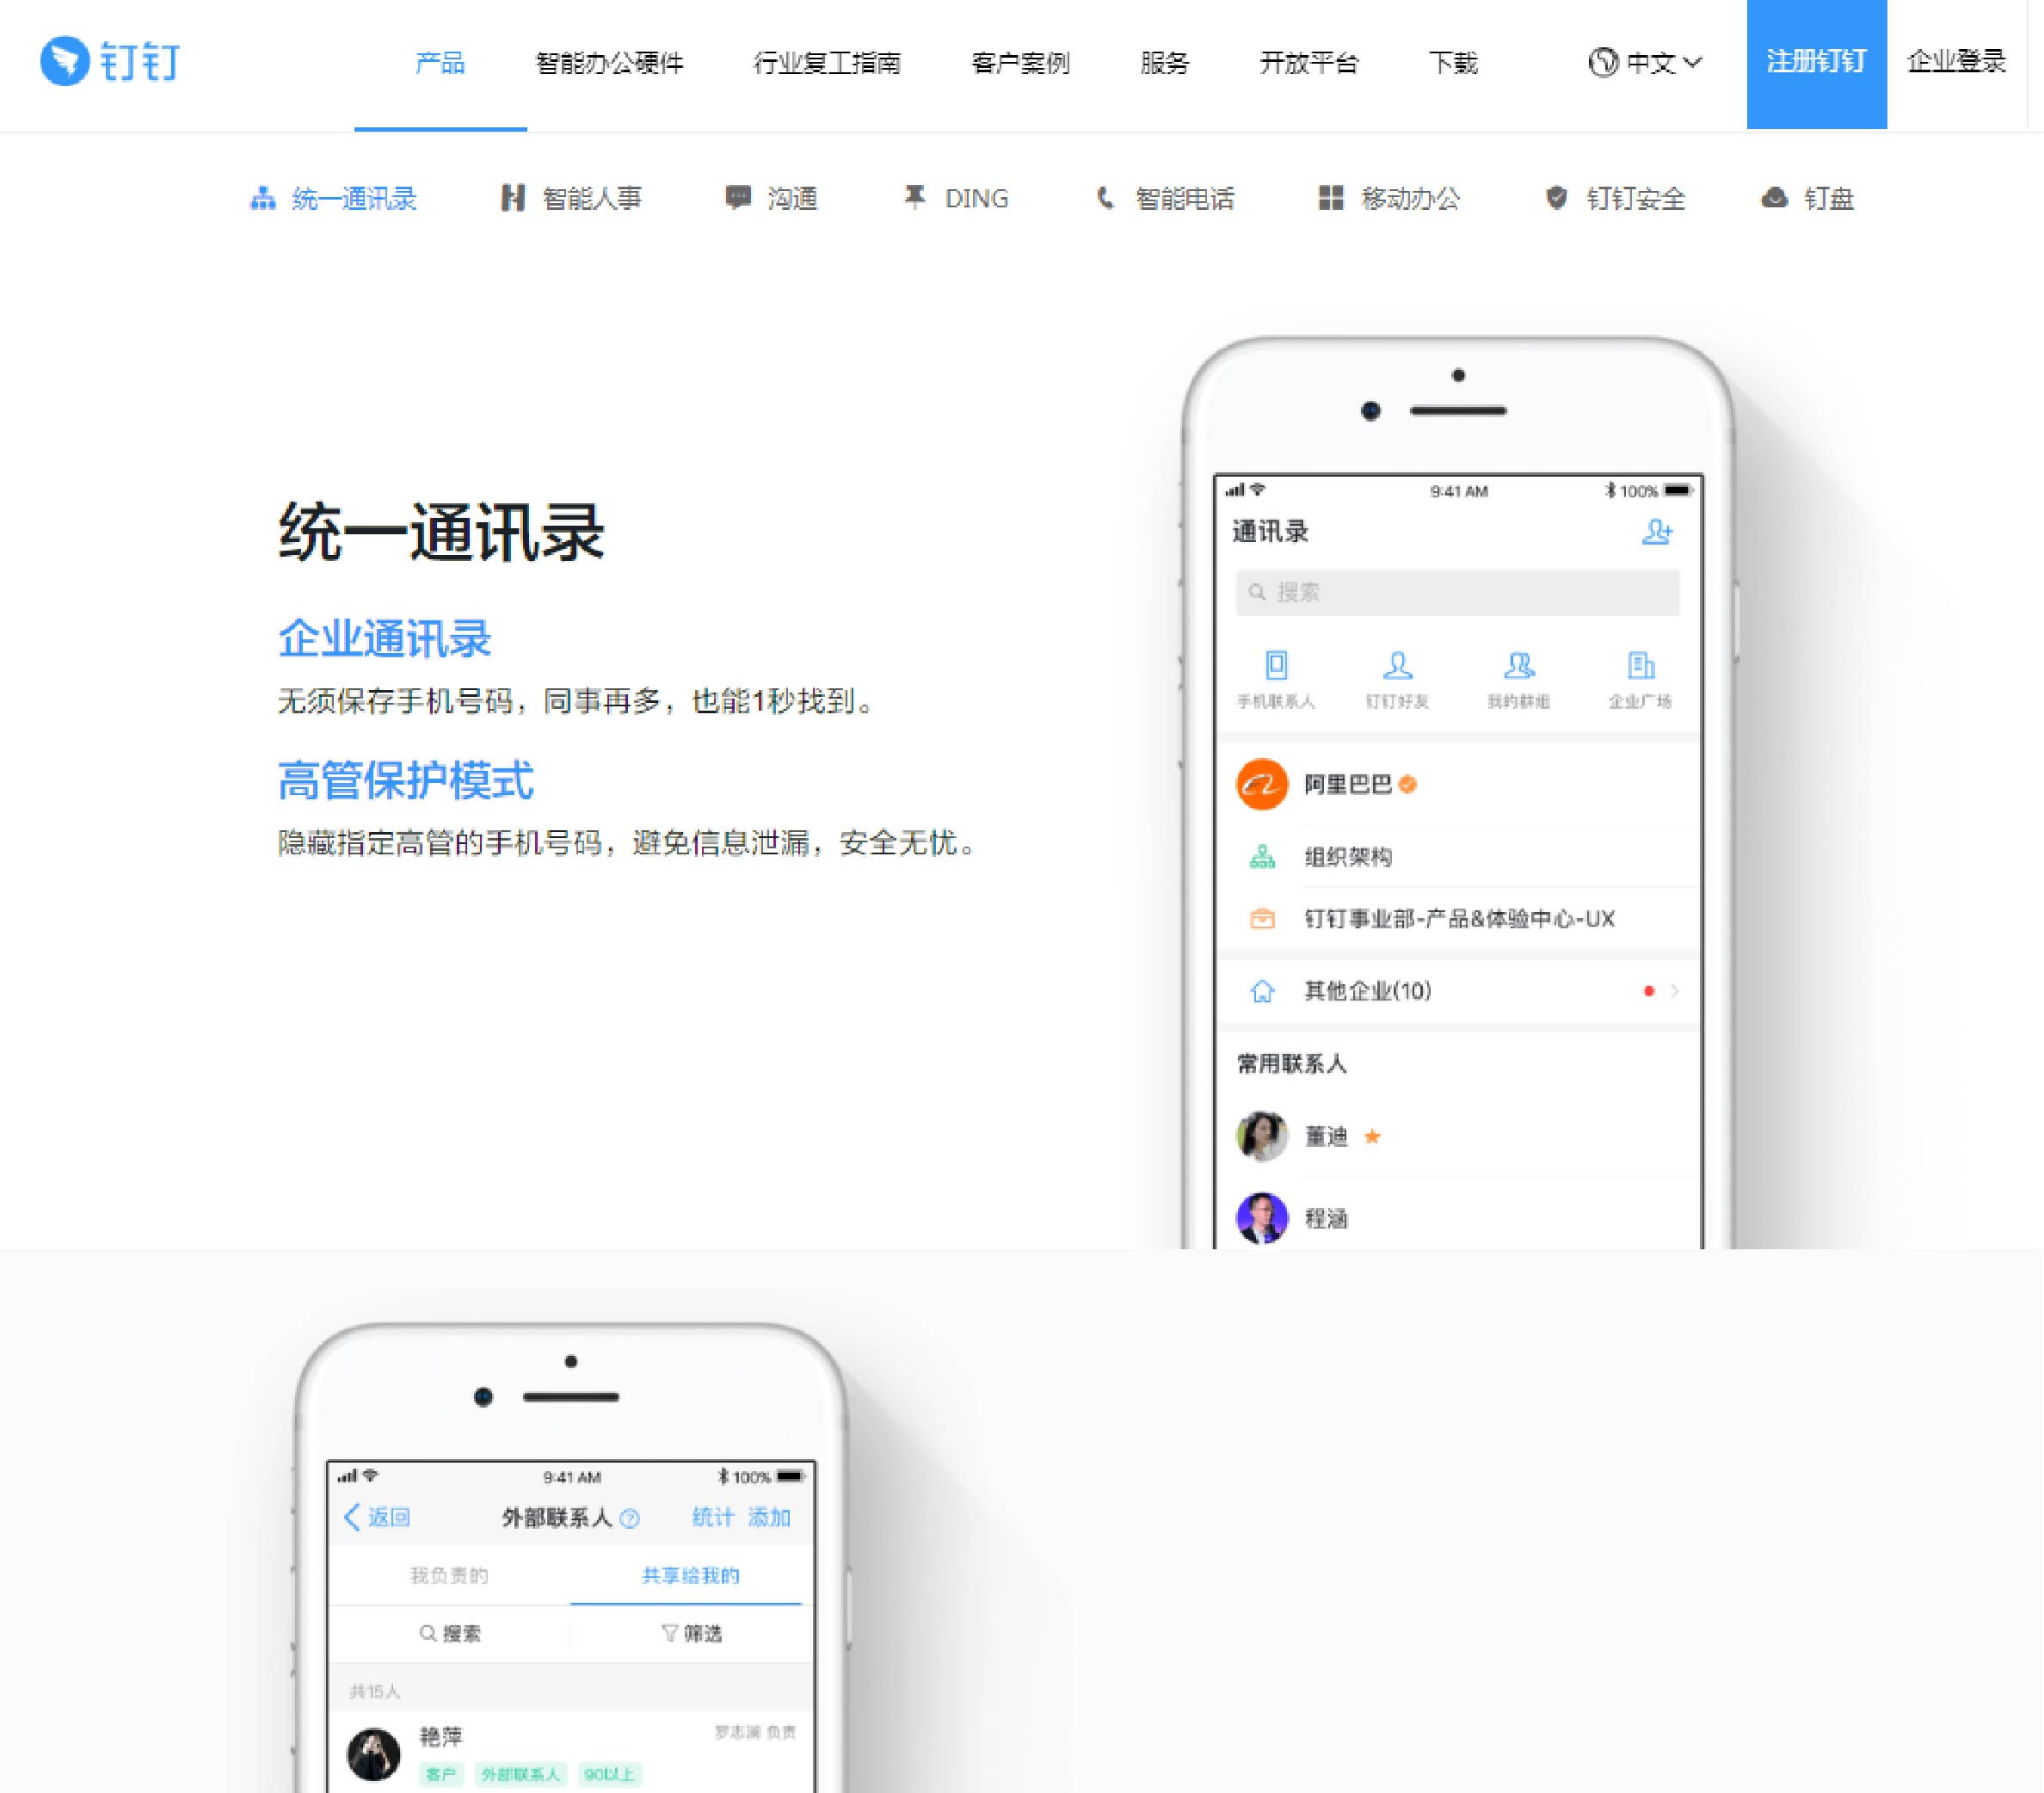 钉钉 产品 智能办公硬件 行业复工指南 客户案例 服务 开放平台 下载 中文 注册钉钉 企业登录
统一通讯录 智能人事 沟通 DING 智能电话 移动办公 钉钉安全 钉盘
统一通讯录
企业通讯录
无须保存手机号码，同事再多，也能1秒找到。
高管保护模式
隐藏指定高管的手机号码，避免信息泄漏，安全无忧。
9:41 AM 100%
通讯录
搜索
手机联系人 钉钉好友 我的群组 企业广场
阿里巴巴
组织架构
钉钉事业部-产品&体验中心-UX
其他企业(10)
常用联系人
董迪
程涵
9:41 AM 100%
返回 外部联系人 ? 统计 添加
我负责的 共享给我的
搜索 筛选
共15人
艳萍 罗志澜 负责
客户 外部联系人 90以上